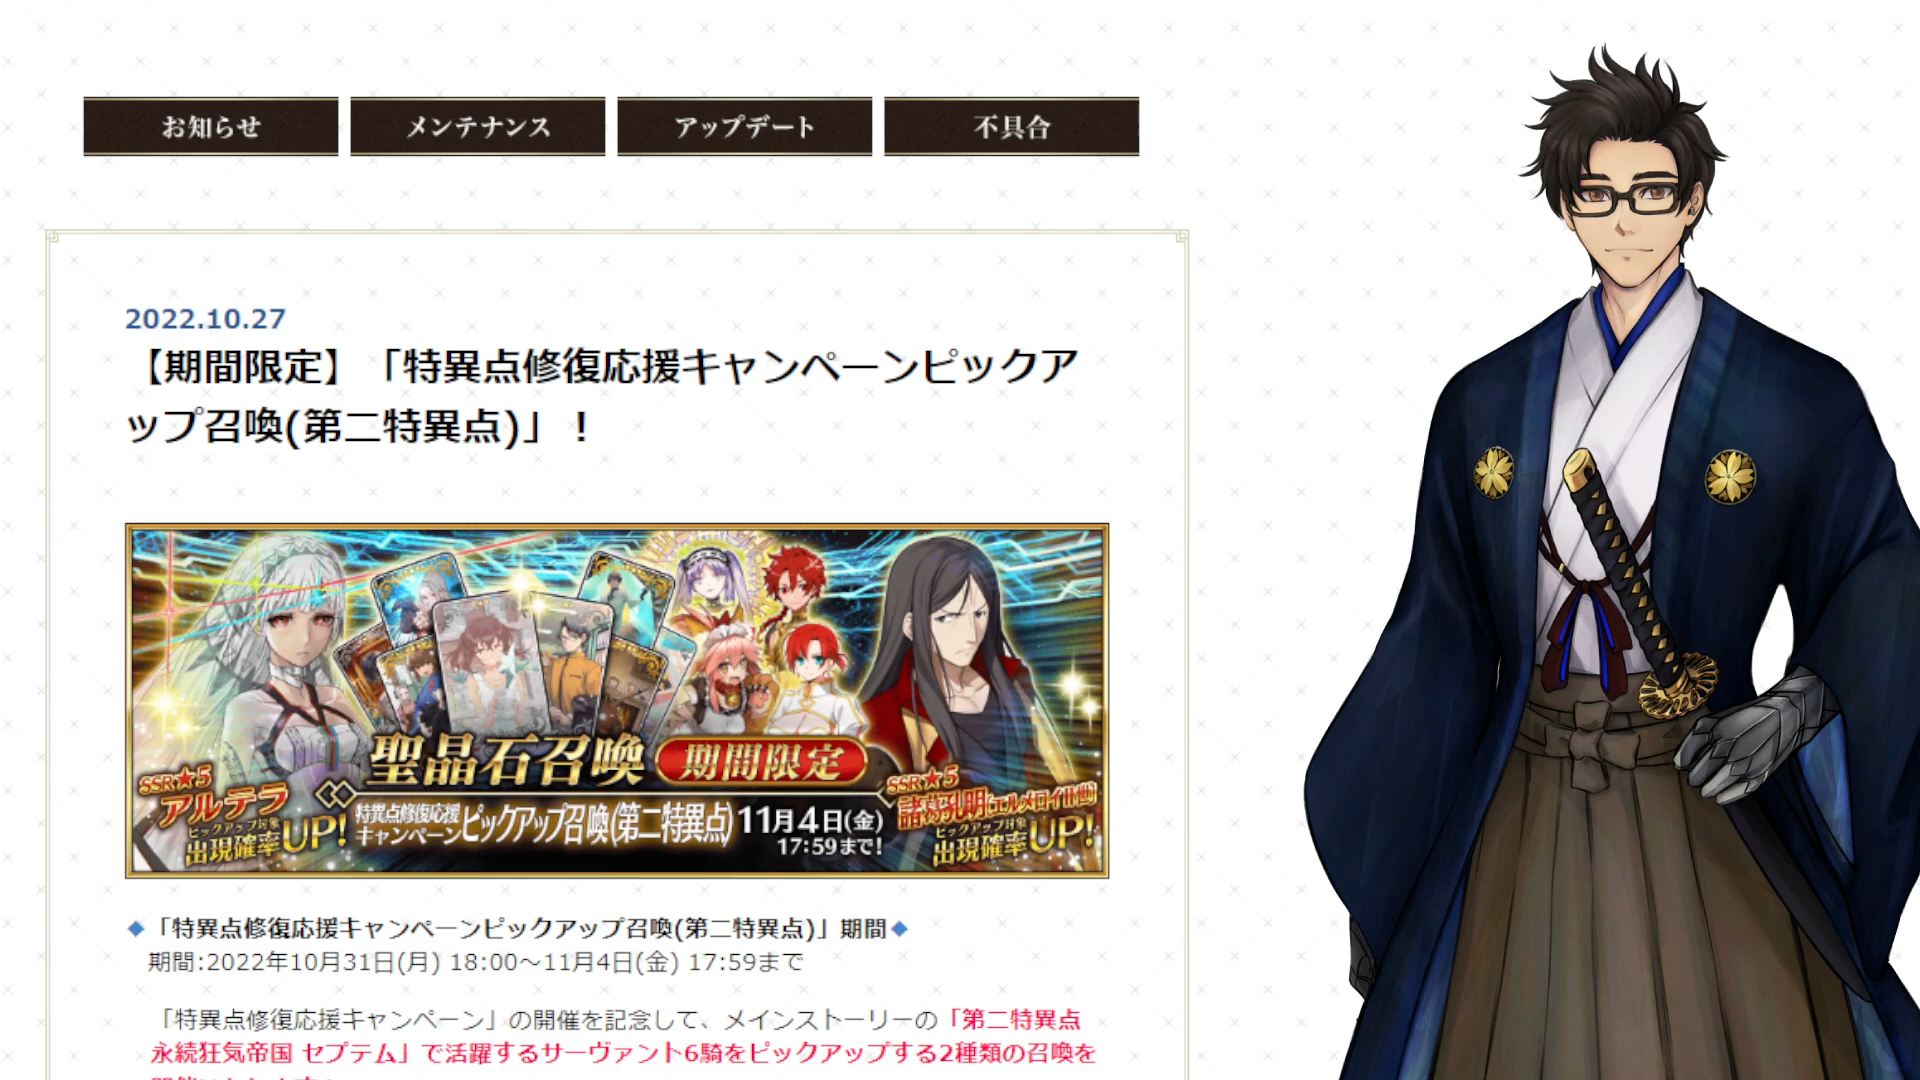 お知らせ
メンテナンス
アップデート
不具合
2022.10.27
【期間限定】「特異点修復応援キャンペーンピックア
ップ召喚(第二特異点)」！
聖晶石召喚
期間限定
SSR★5
アルテラ
ピックアップ対象
出現確率UP!
特異点修復応援
キャンペーン
ピックアップ召喚(第二特異点)
11月4日(金)
17:59まで!
SSR★5
諸葛孔明[エルメロイII世]
ピックアップ対象
出現確率UP!
◆「特異点修復応援キャンペーンピックアップ召喚(第二特異点)」期間◆
期間:2022年10月31日(月) 18:00～11月4日(金) 17:59まで
「特異点修復応援キャンペーン」の開催を記念して、メインストーリーの「第二特異点
永続狂気帝国 セプテム」で活躍するサーヴァント6騎をピックアップする2種類の召喚を